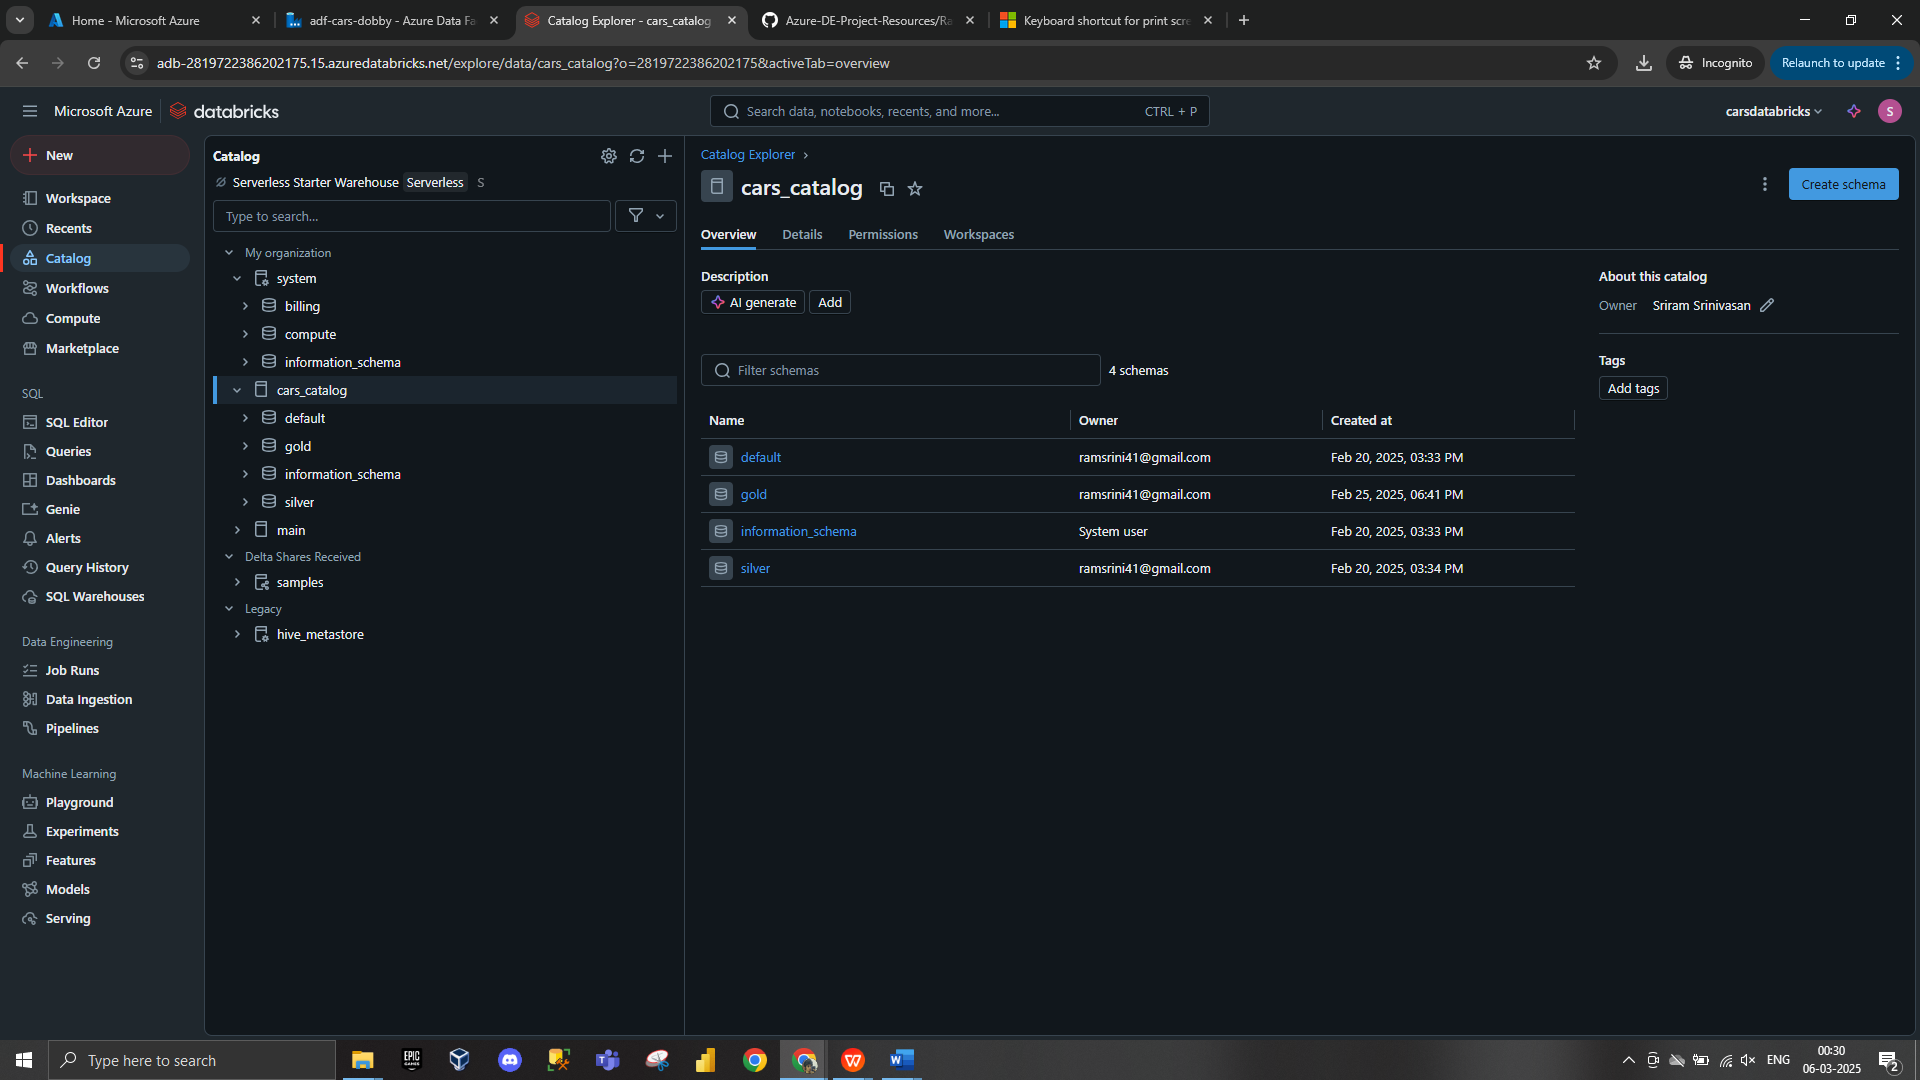 Home - Microsoft Azure
adf-cars-dobby - Azure Data Fa
Catalog Explorer - cars_catalog
Azure-DE-Project-Resources/Ra
Keyboard shortcut for print scre
adb-2819722386202175.15.azuredatabricks.net/explore/data/cars_catalog?o=2819722386202175&activeTab=overview
Incognito
Relaunch to update
Microsoft Azure
databricks
Search data, notebooks, recents, and more...
CTRL + P
carsdatabricks
S
New
Workspace
Recents
Catalog
Workflows
Compute
Marketplace
SQL
SQL Editor
Queries
Dashboards
Genie
Alerts
Query History
SQL Warehouses
Data Engineering
Job Runs
Data Ingestion
Pipelines
Machine Learning
Playground
Experiments
Features
Models
Serving
Catalog
Serverless Starter Warehouse Serverless S
Type to search...
My organization
system
billing
compute
information_schema
cars_catalog
default
gold
information_schema
silver
main
Delta Shares Received
samples
Legacy
hive_metastore
Catalog Explorer
cars_catalog
Create schema
Overview Details Permissions Workspaces
Description
AI generate Add
Filter schemas
4 schemas
Name Owner Created at
default ramsrini41@gmail.com Feb 20, 2025, 03:33 PM
gold ramsrini41@gmail.com Feb 25, 2025, 06:41 PM
information_schema System user Feb 20, 2025, 03:33 PM
silver ramsrini41@gmail.com Feb 20, 2025, 03:34 PM
About this catalog
Owner Sriram Srinivasan
Tags
Add tags
Type here to search
EPIC GAMES
ENG
00:30
06-03-2025
2